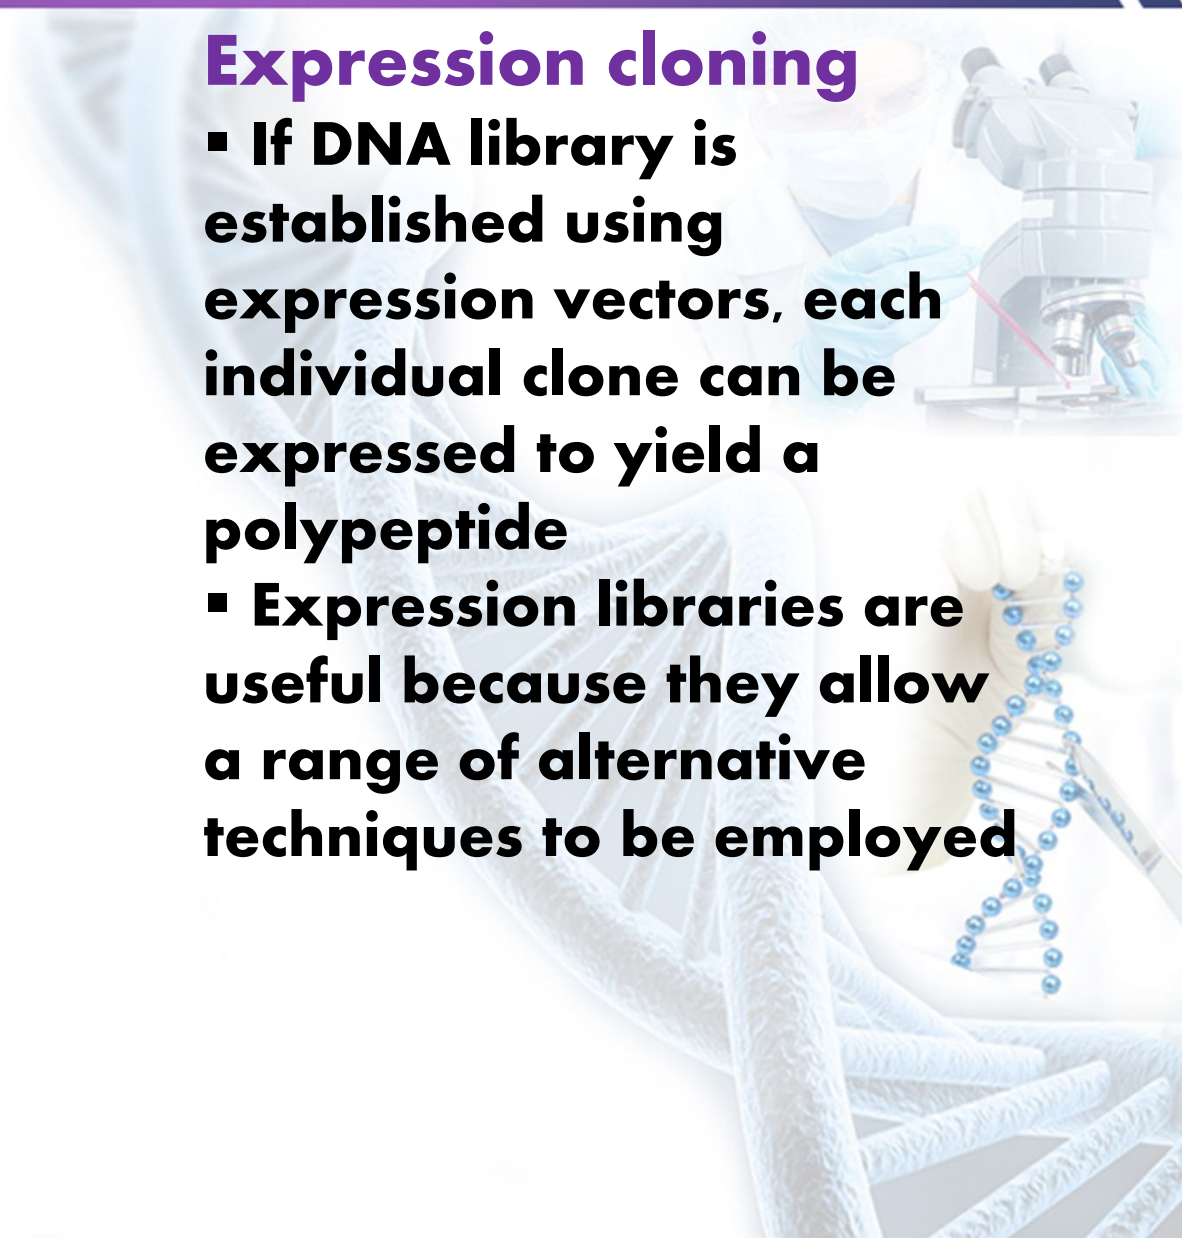 Expression cloning
▪ If DNA library is
established using
expression vectors, each
individual clone can be
expressed to yield a
polypeptide
▪ Expression libraries are
useful because they allow
a range of alternative
techniques to be employed